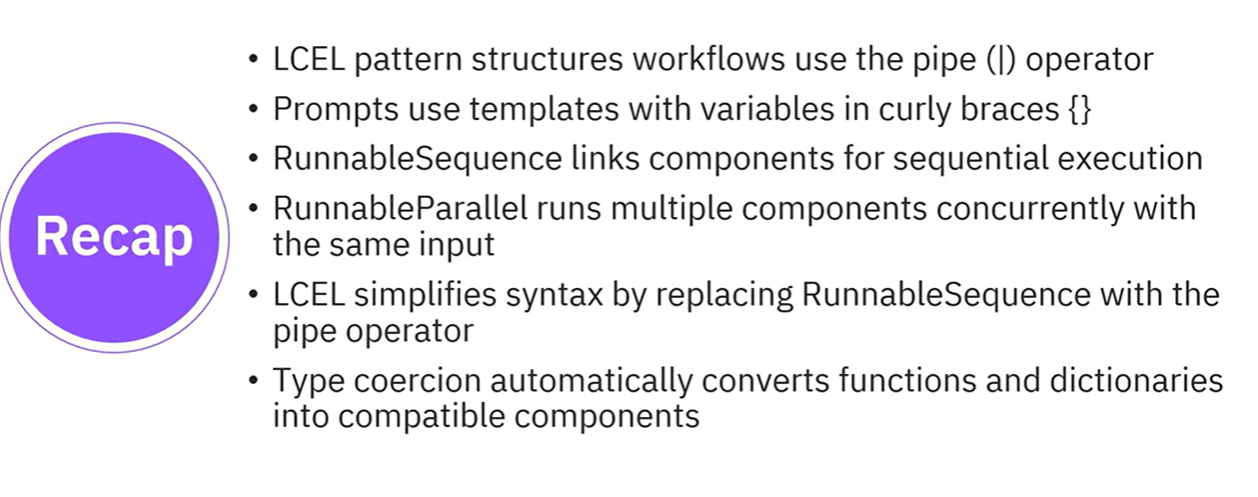 Recap
• LCEL pattern structures workflows use the pipe (|) operator
• Prompts use templates with variables in curly braces {}
• RunnableSequence links components for sequential execution
• RunnableParallel runs multiple components concurrently with
the same input
• LCEL simplifies syntax by replacing RunnableSequence with the
pipe operator
• Type coercion automatically converts functions and dictionaries
into compatible components